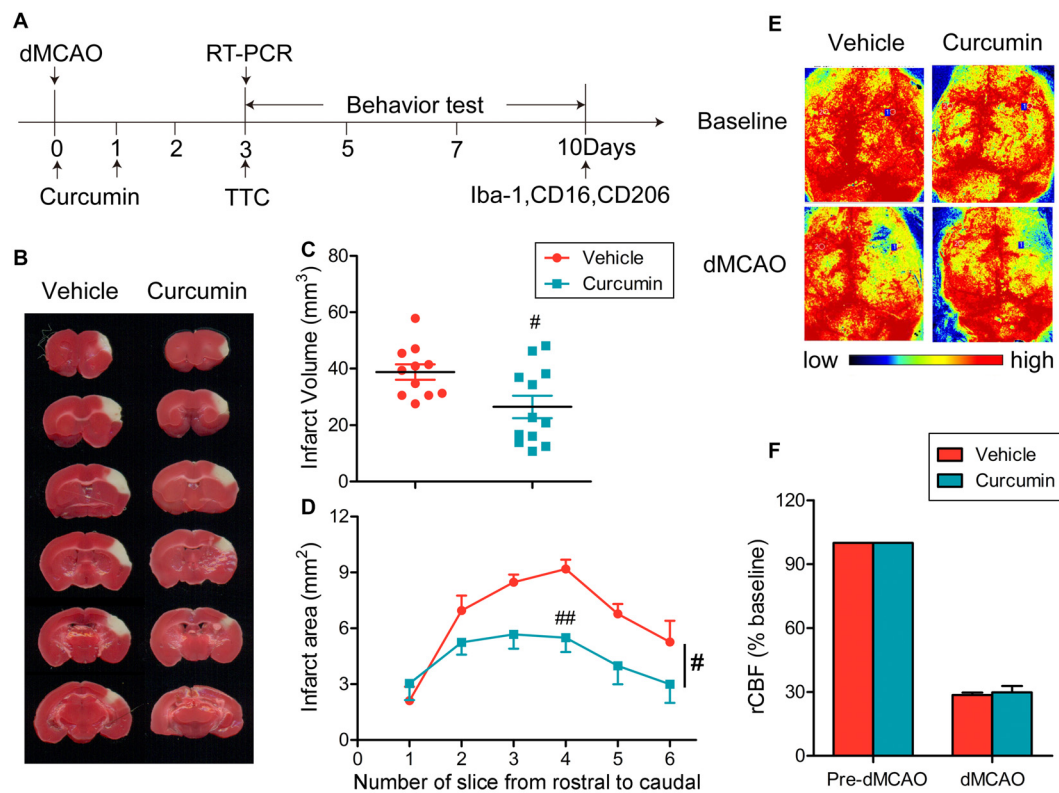 A
dMCAO
RT-PCR
Behavior test
0
1
2
3
5
7
10Days
Curcumin
TTC
Iba-1,CD16,CD206
B
Vehicle
Curcumin
C
Vehicle
Curcumin
Infarct Volume (mm³)
80
60
40
20
0
#
D
Infarct area (mm²)
12
9
6
3
0
##
#
0
1
2
3
4
5
6
Number of slice from rostral to caudal
E
Vehicle
Curcumin
Baseline
dMCAO
low
high
F
Vehicle
Curcumin
rCBF (% baseline)
120
90
60
30
0
Pre-dMCAO
dMCAO